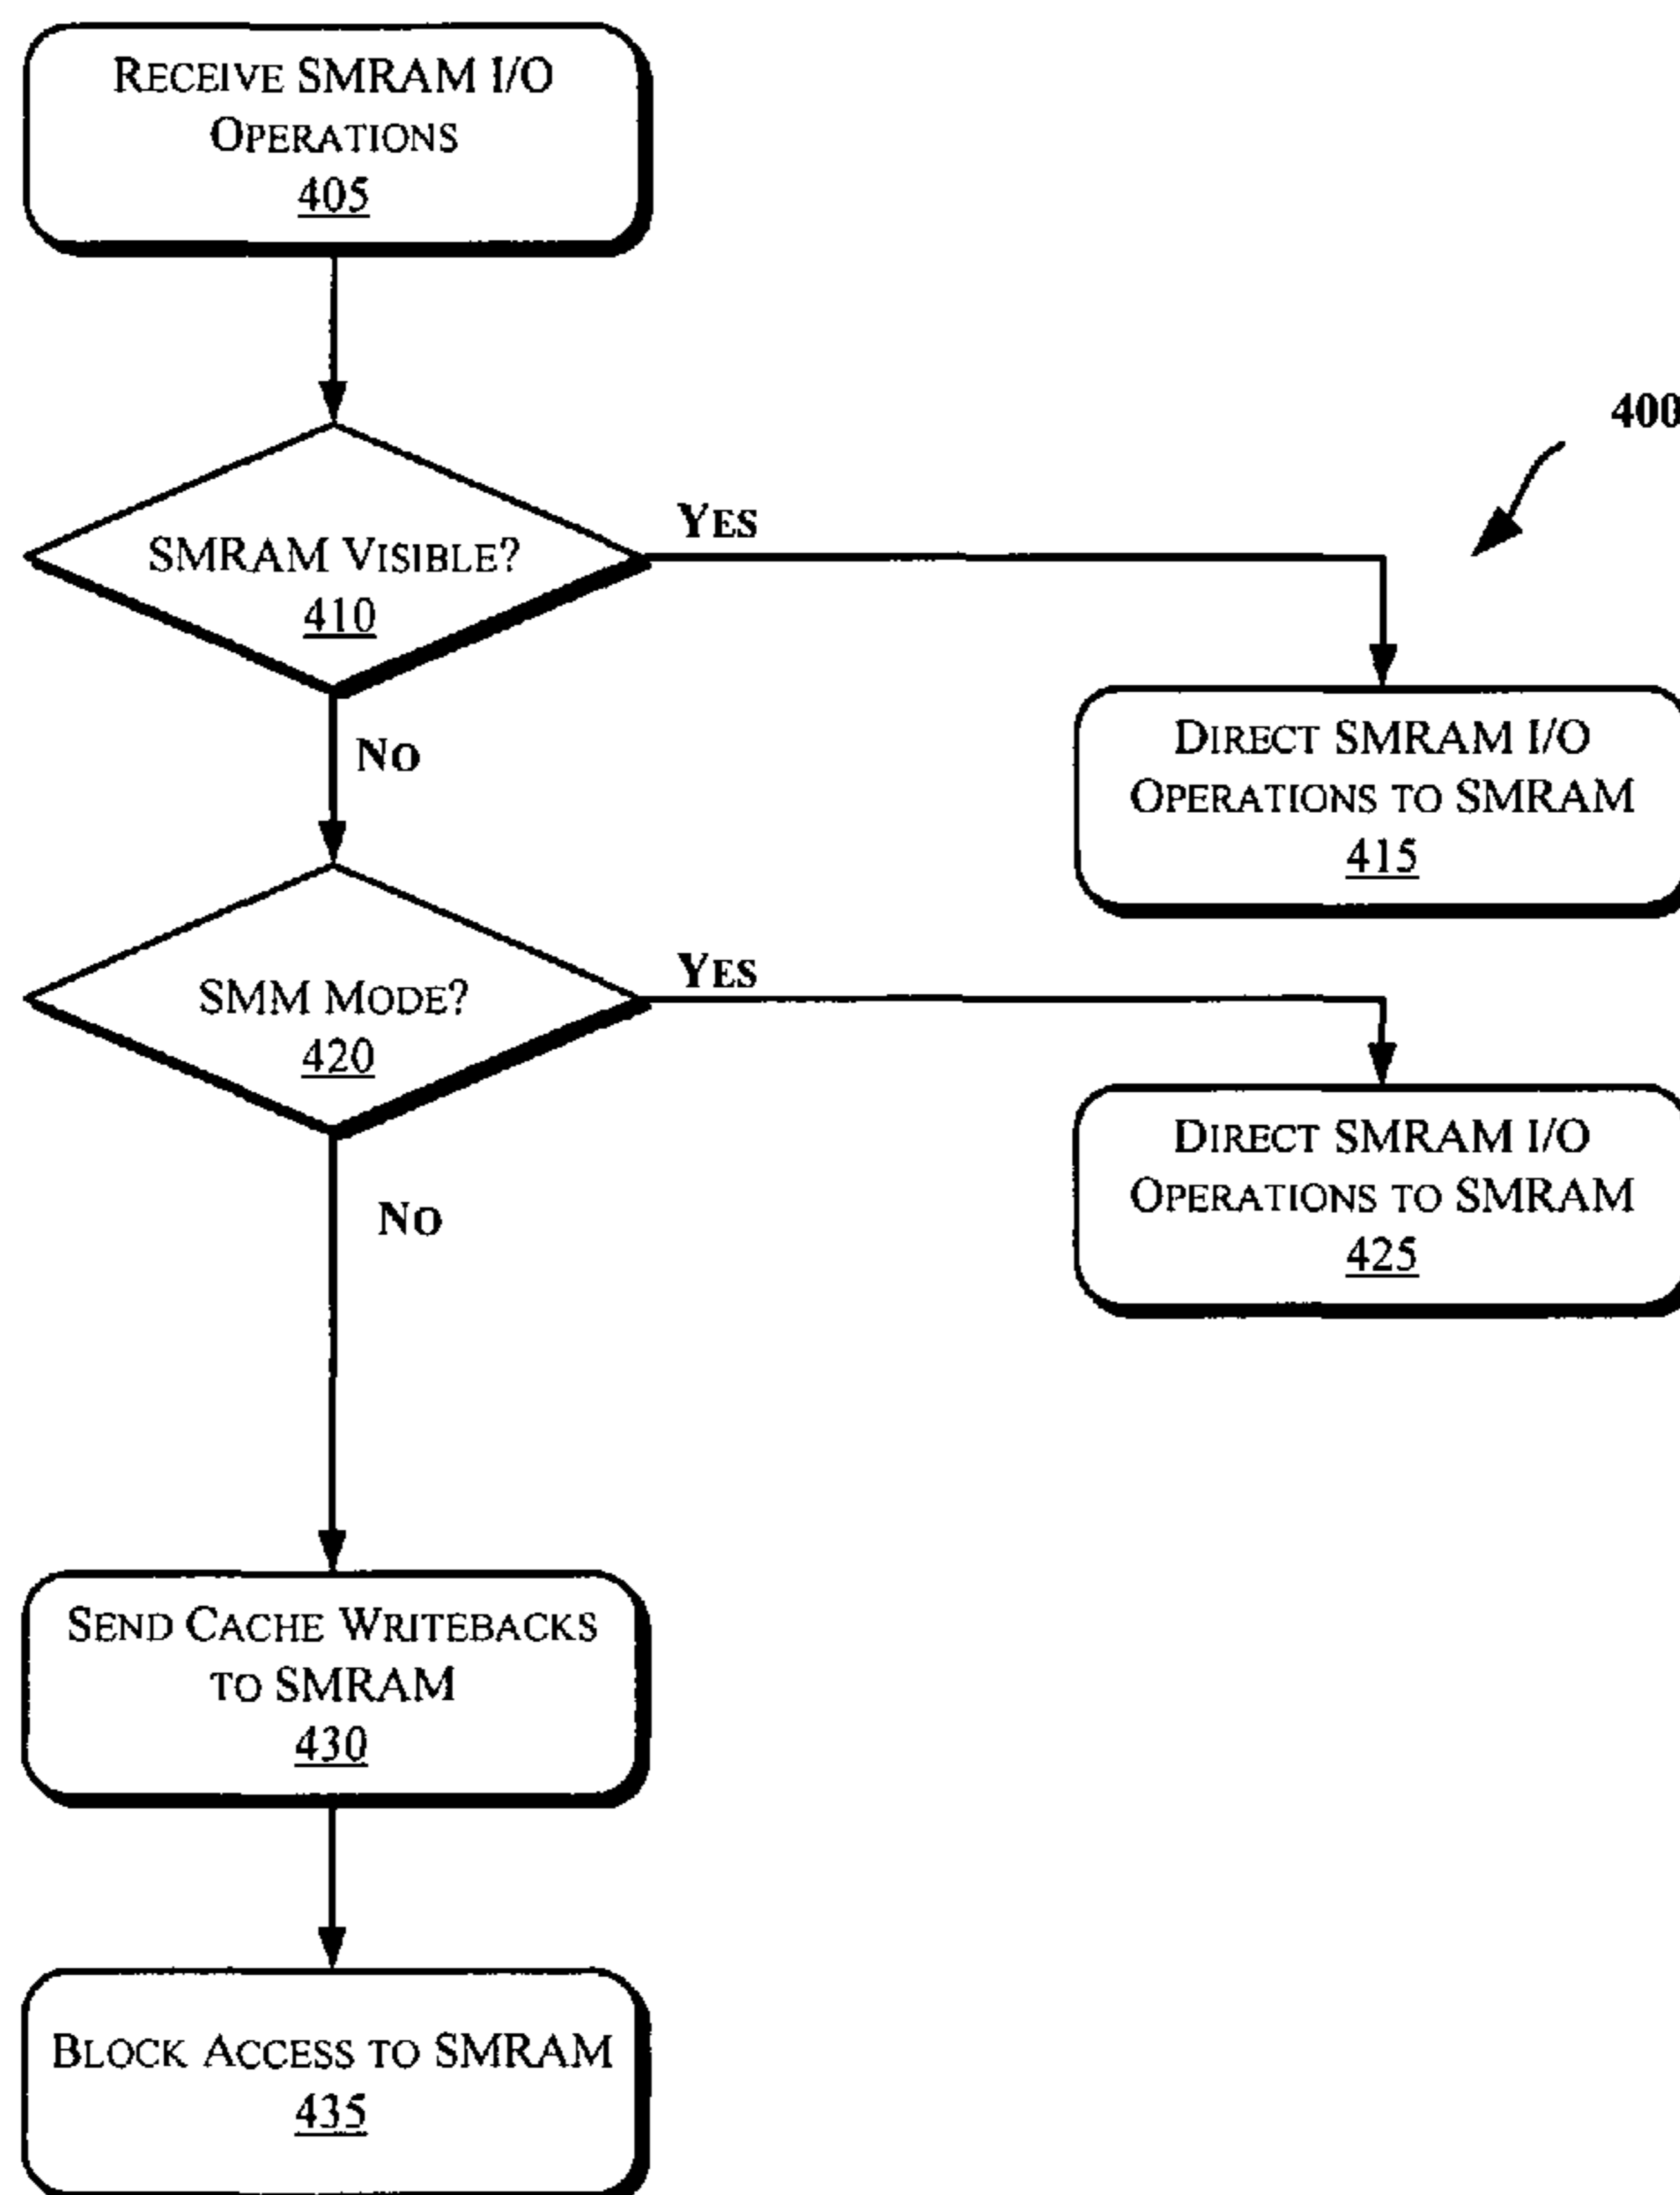 RECEIVE SMRAM I/O
OPERATIONS
405
400
SMRAM VISIBLE?
410
YES
NO
DIRECT SMRAM I/O
OPERATIONS TO SMRAM
415
SMM MODE?
420
YES
NO
DIRECT SMRAM I/O
OPERATIONS TO SMRAM
425
SEND CACHE WRITEBACKS
TO SMRAM
430
BLOCK ACCESS TO SMRAM
435